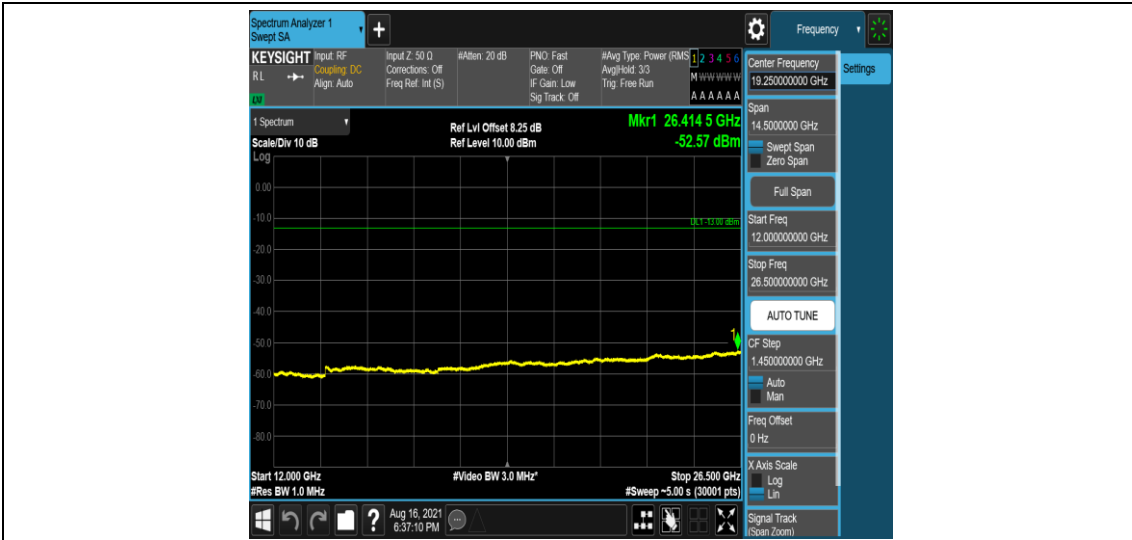 Spectrum Analyzer 1
Swept SA
+
Frequency
KEYSIGHT
RL
LXI
Input: RF
Coupling: DC
Align: Auto
Input Z: 50 Ω
Corrections: Off
Freq Ref: Int (S)
#Atten: 20 dB
PNO: Fast
Gate: Off
IF Gain: Low
Sig Track: Off
#Avg Type: Power (RMS
Avg|Hold: 3/3
Trig: Free Run
1 2 3 4 5 6
M W W W W W
A A A A A A
1 Spectrum
Scale/Div 10 dB
Log
Ref Lvl Offset 8.25 dB
Ref Level 10.00 dBm
Mkr1 26.414 5 GHz
-52.57 dBm
0.00
-10.0
DL1 -13.00 dBm
-20.0
-30.0
-40.0
1
-50.0
-60.0
-70.0
-80.0
Start 12.000 GHz
#Res BW 1.0 MHz
#Video BW 3.0 MHz*
Stop 26.500 GHz
#Sweep ~5.00 s (30001 pts)
Center Frequency
19.250000000 GHz
Settings
Span
14.5000000 GHz
Swept Span
Zero Span
Full Span
Start Freq
12.000000000 GHz
Stop Freq
26.500000000 GHz
AUTO TUNE
CF Step
1.450000000 GHz
Auto
Man
Freq Offset
0 Hz
X Axis Scale
Log
Lin
Signal Track
(Span Zoom)
?
Aug 16, 2021
6:37:10 PM